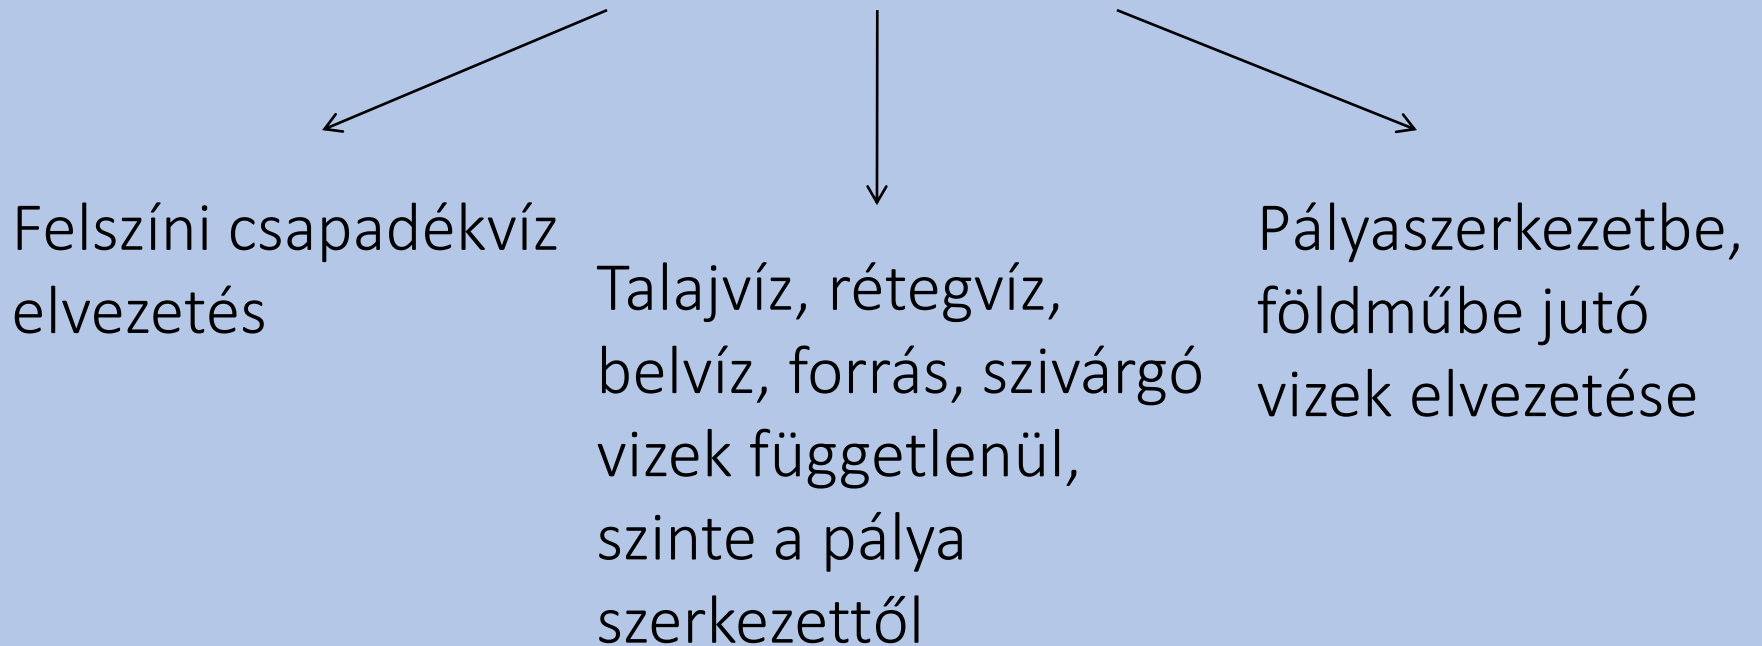 Felszíni csapadékvíz
elvezetés
Talajvíz, rétegvíz,
belvíz, forrás, szivárgó
vizek függetlenül,
szinte a pálya
szerkezettől
Pályaszerkezetbe,
földműbe jutó
vizek elvezetése